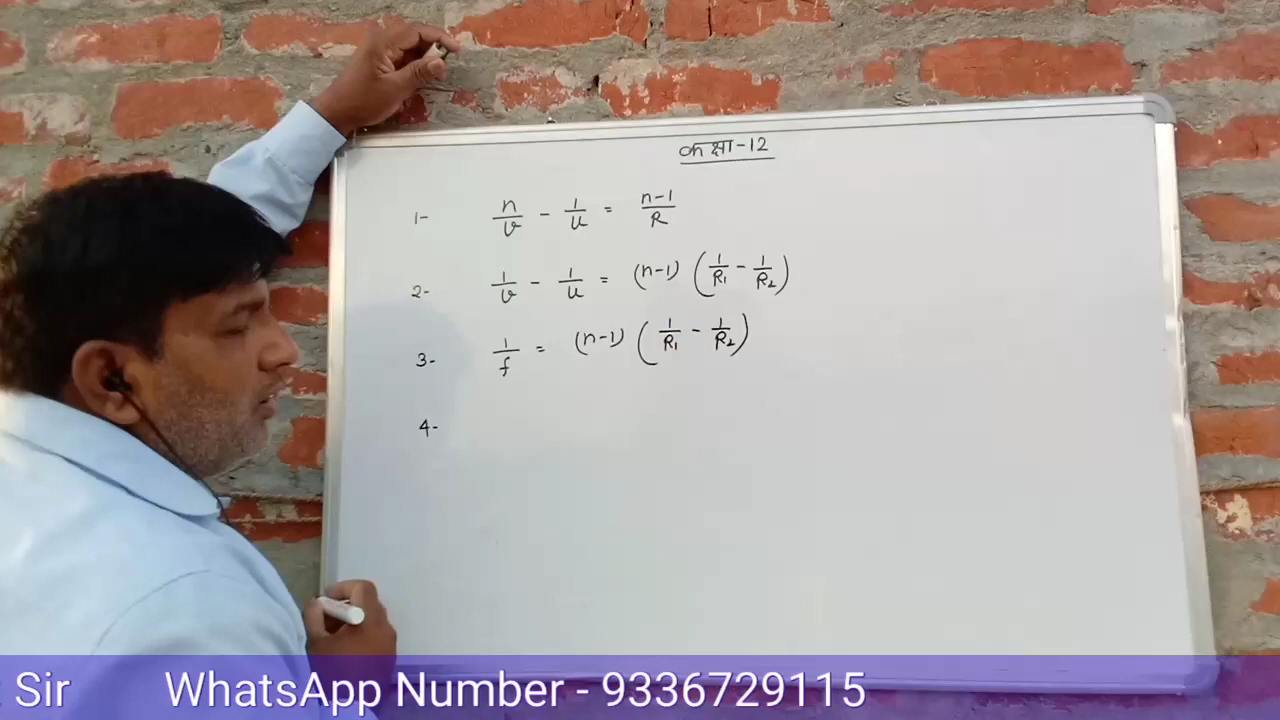 कक्षा-12
1- n/v - 1/u = n-1/R
2- 1/v - 1/u = (n-1) (1/R₁ - 1/R₂)
3- 1/f = (n-1) (1/R₁ - 1/R₂)
4-
Sir WhatsApp Number - 9336729115